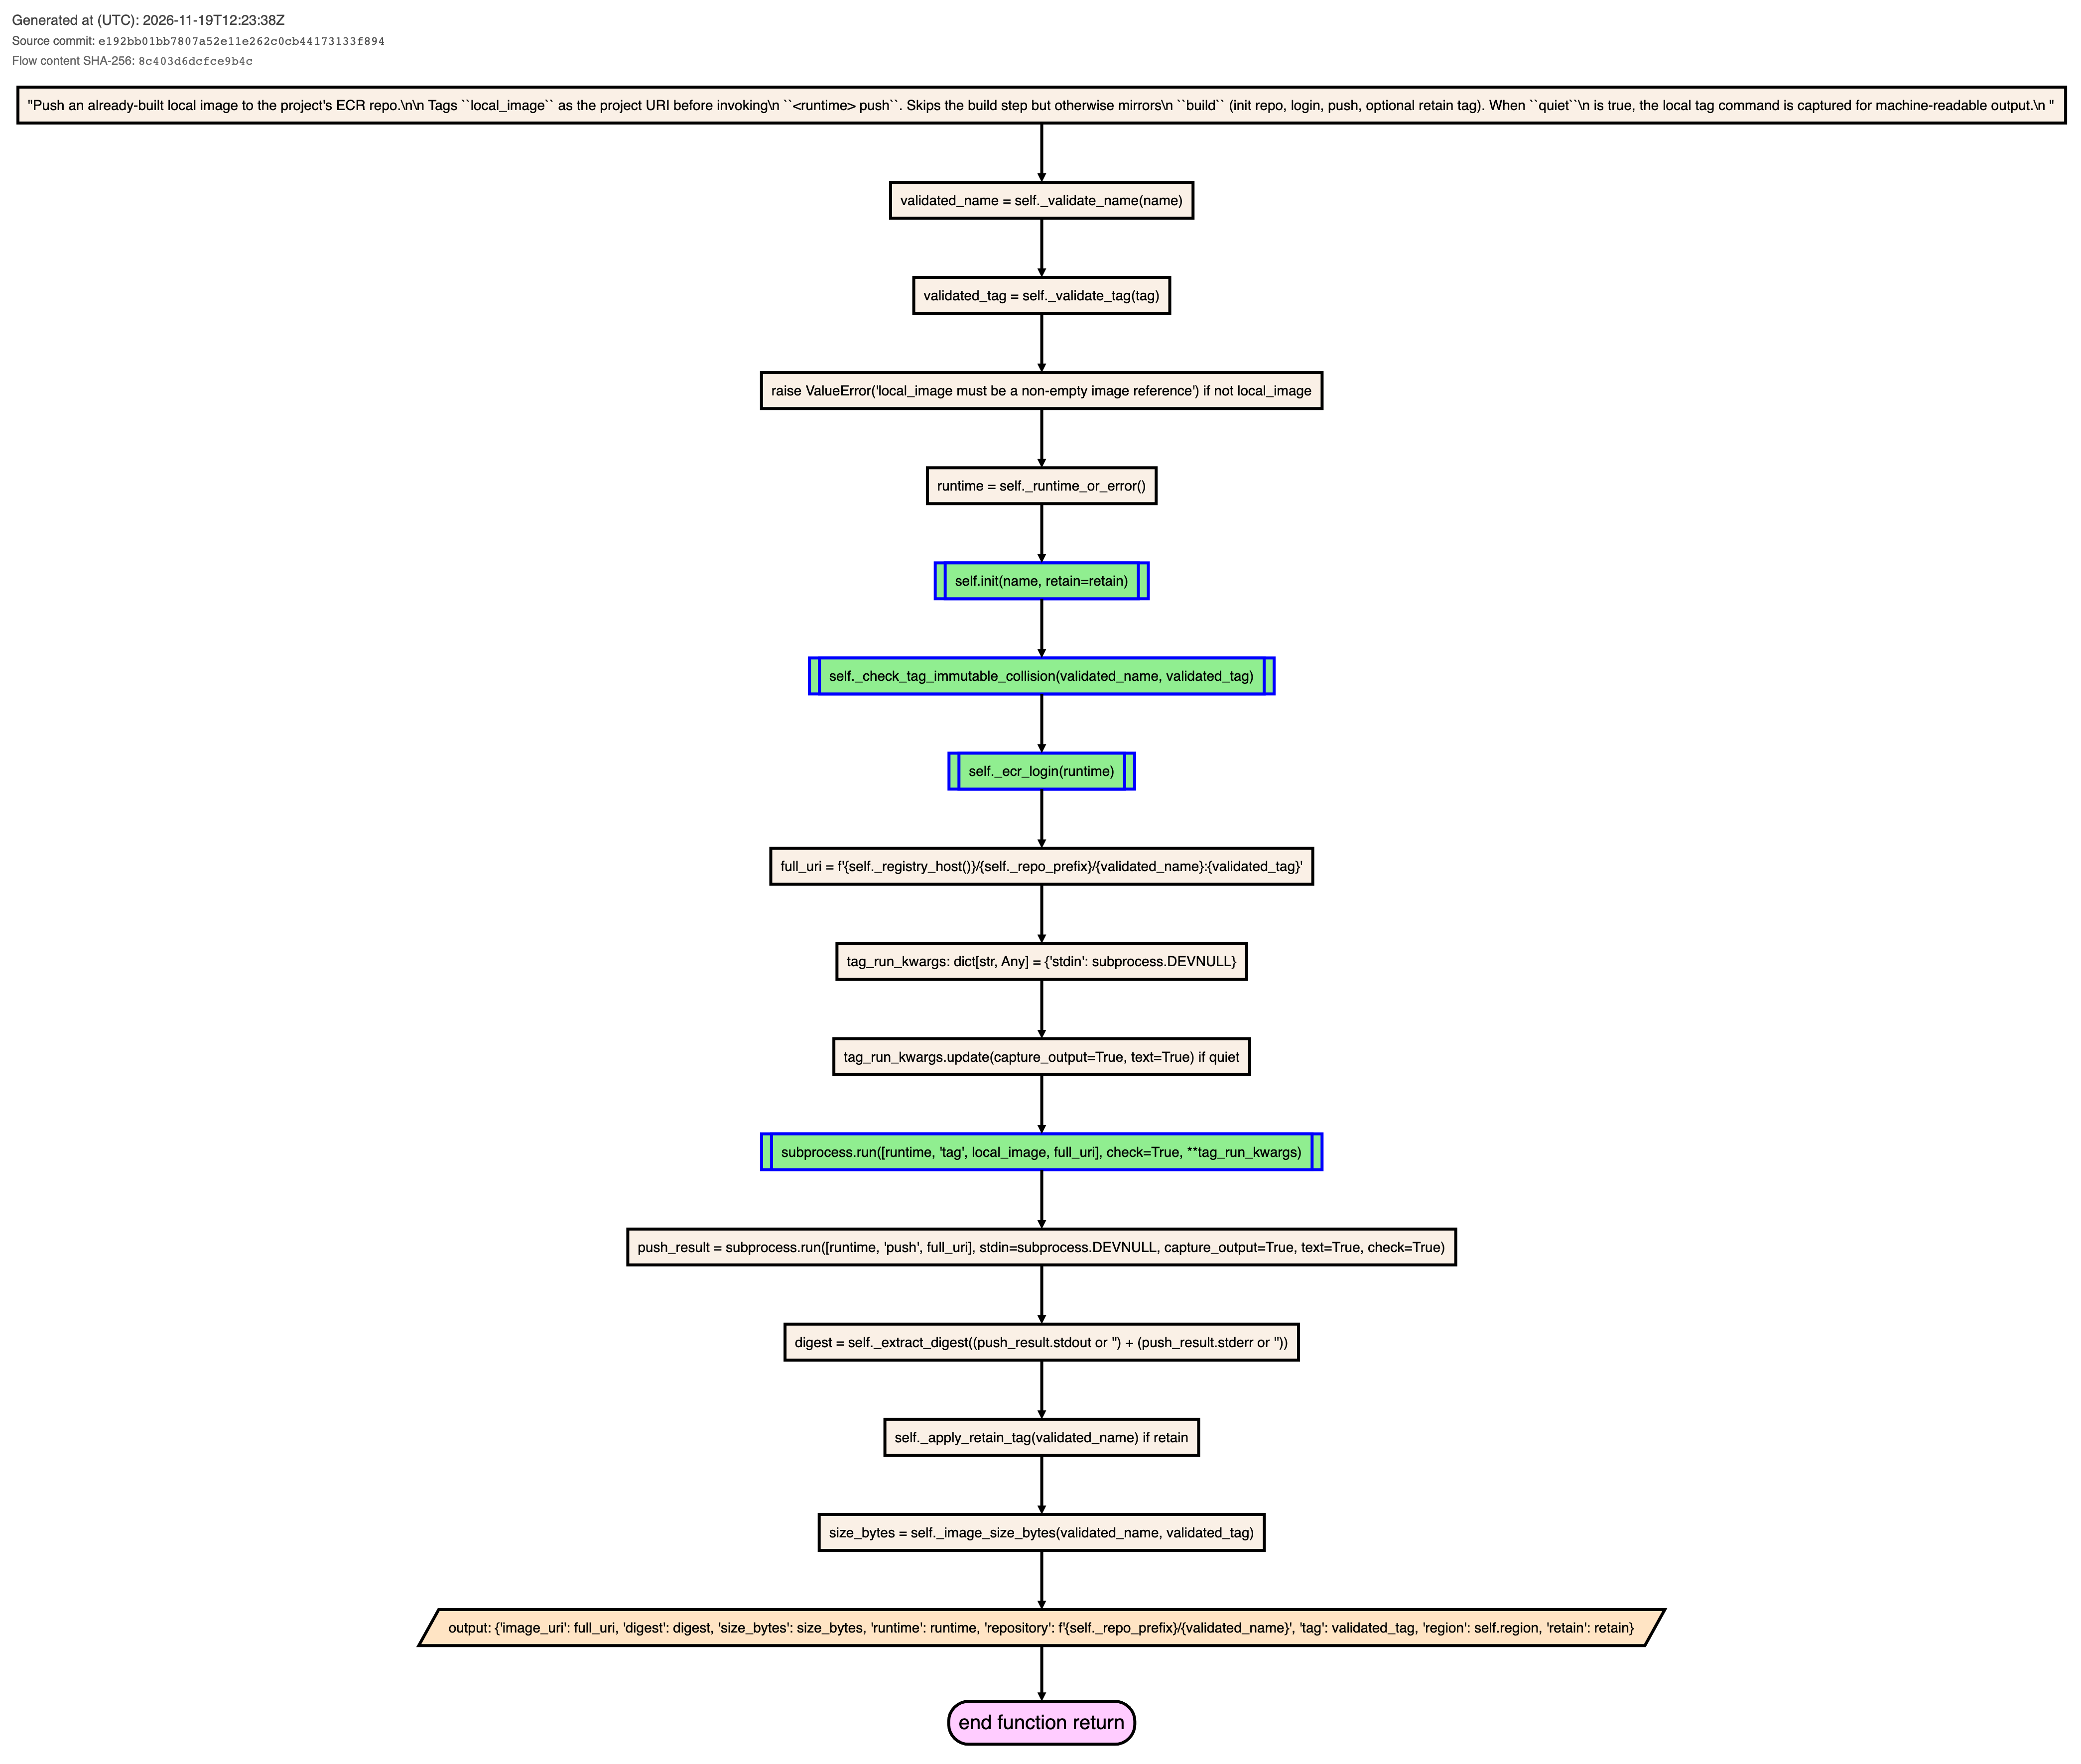 Generated at (UTC): 2026-11-19T12:23:38Z
Source commit: e192bb01bb7807a52e11e262c0cb44173133f894
Flow content SHA-256: 8c403d6dcfce9b4c
"Push an already-built local image to the project's ECR repo.\n\n Tags ``local_image`` as the project URI before invoking\n ``<runtime> push``. Skips the build step but otherwise mirrors\n ``build`` (init repo, login, push, optional retain tag). When ``quiet``\n is true, the local tag command is captured for machine-readable output.\n "
validated_name = self._validate_name(name)
validated_tag = self._validate_tag(tag)
raise ValueError('local_image must be a non-empty image reference') if not local_image
runtime = self._runtime_or_error()
self.init(name, retain=retain)
self._check_tag_immutable_collision(validated_name, validated_tag)
self._ecr_login(runtime)
full_uri = f'{self._registry_host()}/{self._repo_prefix}/{validated_name}:{validated_tag}'
tag_run_kwargs: dict[str, Any] = {'stdin': subprocess.DEVNULL}
tag_run_kwargs.update(capture_output=True, text=True) if quiet
subprocess.run([runtime, 'tag', local_image, full_uri], check=True, **tag_run_kwargs)
push_result = subprocess.run([runtime, 'push', full_uri], stdin=subprocess.DEVNULL, capture_output=True, text=True, check=True)
digest = self._extract_digest((push_result.stdout or '') + (push_result.stderr or ''))
self._apply_retain_tag(validated_name) if retain
size_bytes = self._image_size_bytes(validated_name, validated_tag)
output: {'image_uri': full_uri, 'digest': digest, 'size_bytes': size_bytes, 'runtime': runtime, 'repository': f'{self._repo_prefix}/{validated_name}', 'tag': validated_tag, 'region': self.region, 'retain': retain}
end function return